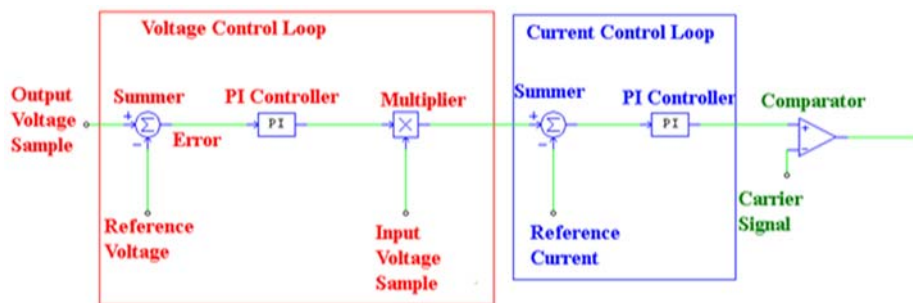 Voltage Control Loop
Current Control Loop
Output
Voltage
Sample
Summer
PI Controller
Multiplier
Summer
PI Controller
Comparator
+
Σ
−
Error
PI
×
+
Σ
−
PI
+
−
Carrier
Signal
Reference
Voltage
Input
Voltage
Sample
Reference
Current